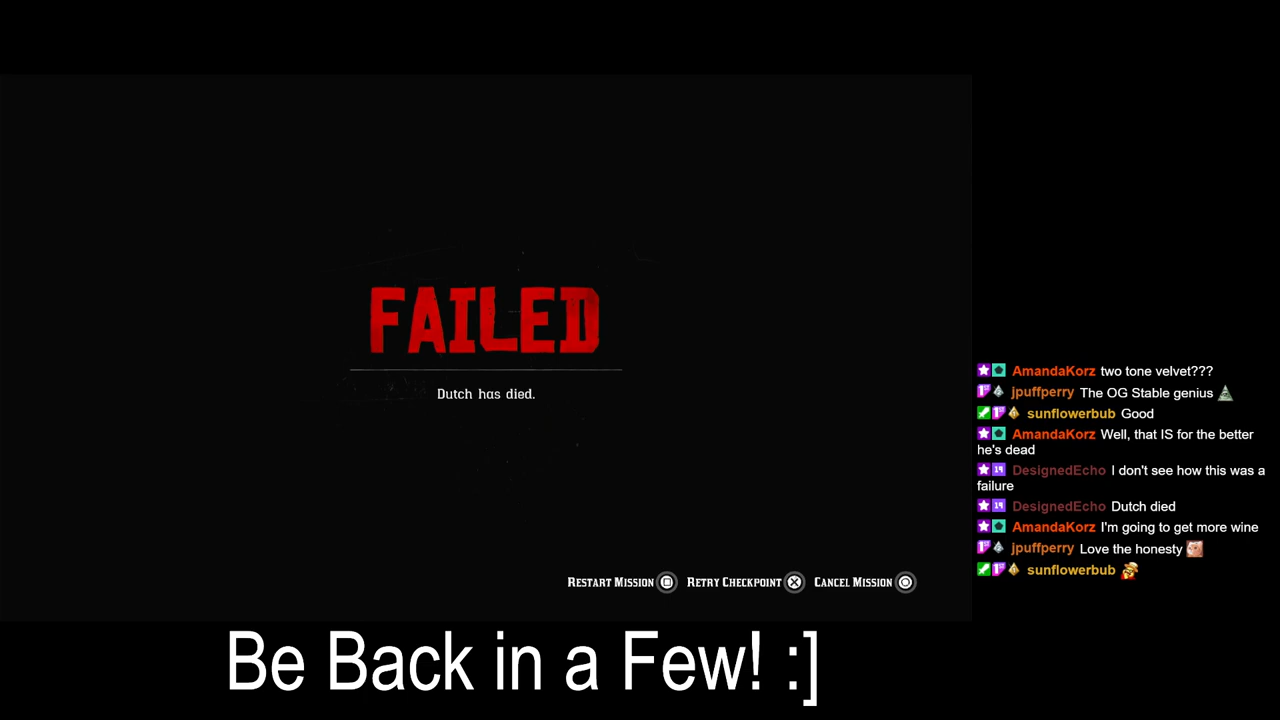 FAILED
Dutch has died.
RESTART MISSION
RETRY CHECKPOINT
CANCEL MISSION
Be Back in a Few! :]
AmandaKorz two tone velvet???
jpuffperry The OG Stable genius
sunflowerbub Good
AmandaKorz Well, that IS for the better
he's dead
DesignedEcho I don't see how this was a
failure
DesignedEcho Dutch died
AmandaKorz I'm going to get more wine
jpuffperry Love the honesty
sunflowerbub